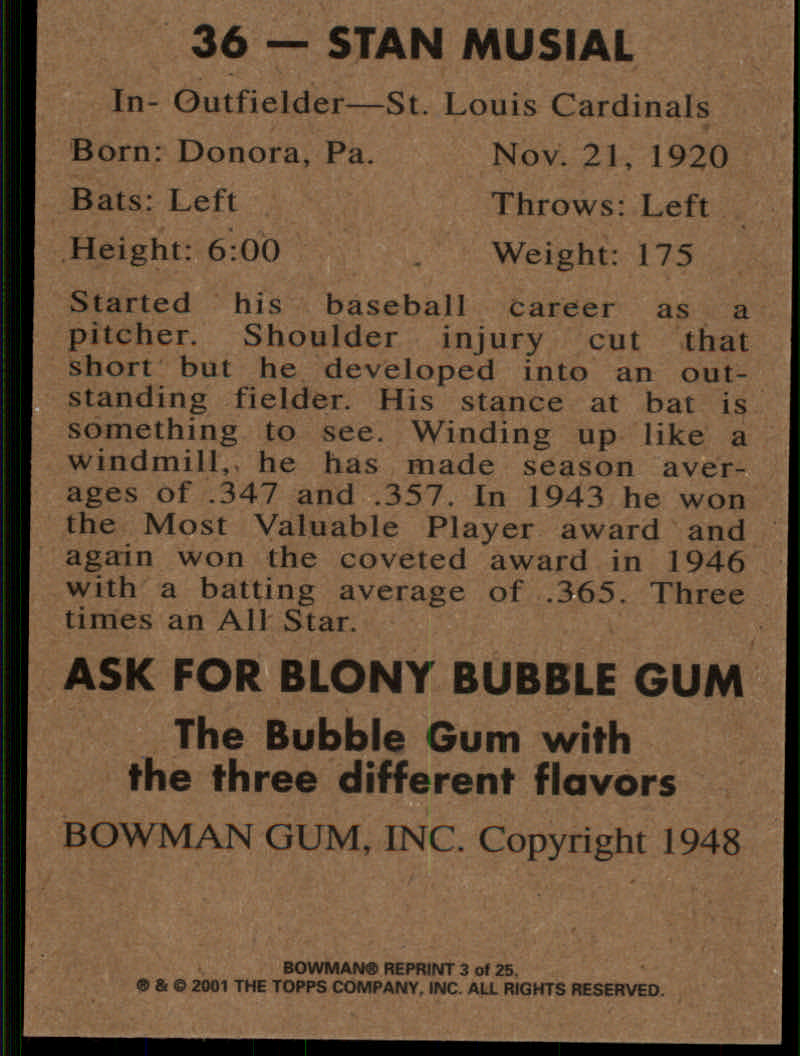 36 — STAN MUSIAL
In- Outfielder—St. Louis Cardinals
Born: Donora, Pa. Nov. 21, 1920
Bats: Left Throws: Left
Height: 6:00 Weight: 175
Started his baseball career as a
pitcher. Shoulder injury cut that
short but he developed into an out-
standing fielder. His stance at bat is
something to see. Winding up like a
windmill, he has made season aver-
ages of .347 and .357. In 1943 he won
the Most Valuable Player award and
again won the coveted award in 1946
with a batting average of .365. Three
times an All Star.
ASK FOR BLONY BUBBLE GUM
The Bubble Gum with
the three different flavors
BOWMAN GUM, INC. Copyright 1948
BOWMAN® REPRINT 3 of 25.
® & © 2001 THE TOPPS COMPANY, INC. ALL RIGHTS RESERVED.